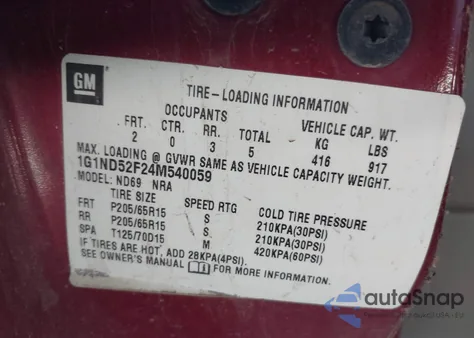 GM
TIRE-LOADING INFORMATION
OCCUPANTS VEHICLE CAP. WT.
FRT. CTR. RR. TOTAL KG LBS
2 0 3 5 416 917
MAX. LOADING @ GVWR SAME AS VEHICLE CAPACITY WEIGHT.
1G1ND52F24M540059
MODEL: ND69 NRA
TIRE SIZE SPEED RTG COLD TIRE PRESSURE
FRT P205/65R15 S 210KPA(30PSI)
RR P205/65R15 S 210KPA(30PSI)
SPA T125/70D15 M 420KPA(60PSI)
IF TIRES ARE HOT, ADD 28KPA(4PSI).
SEE OWNER'S MANUAL FOR MORE INFORMATION.
autoSnap